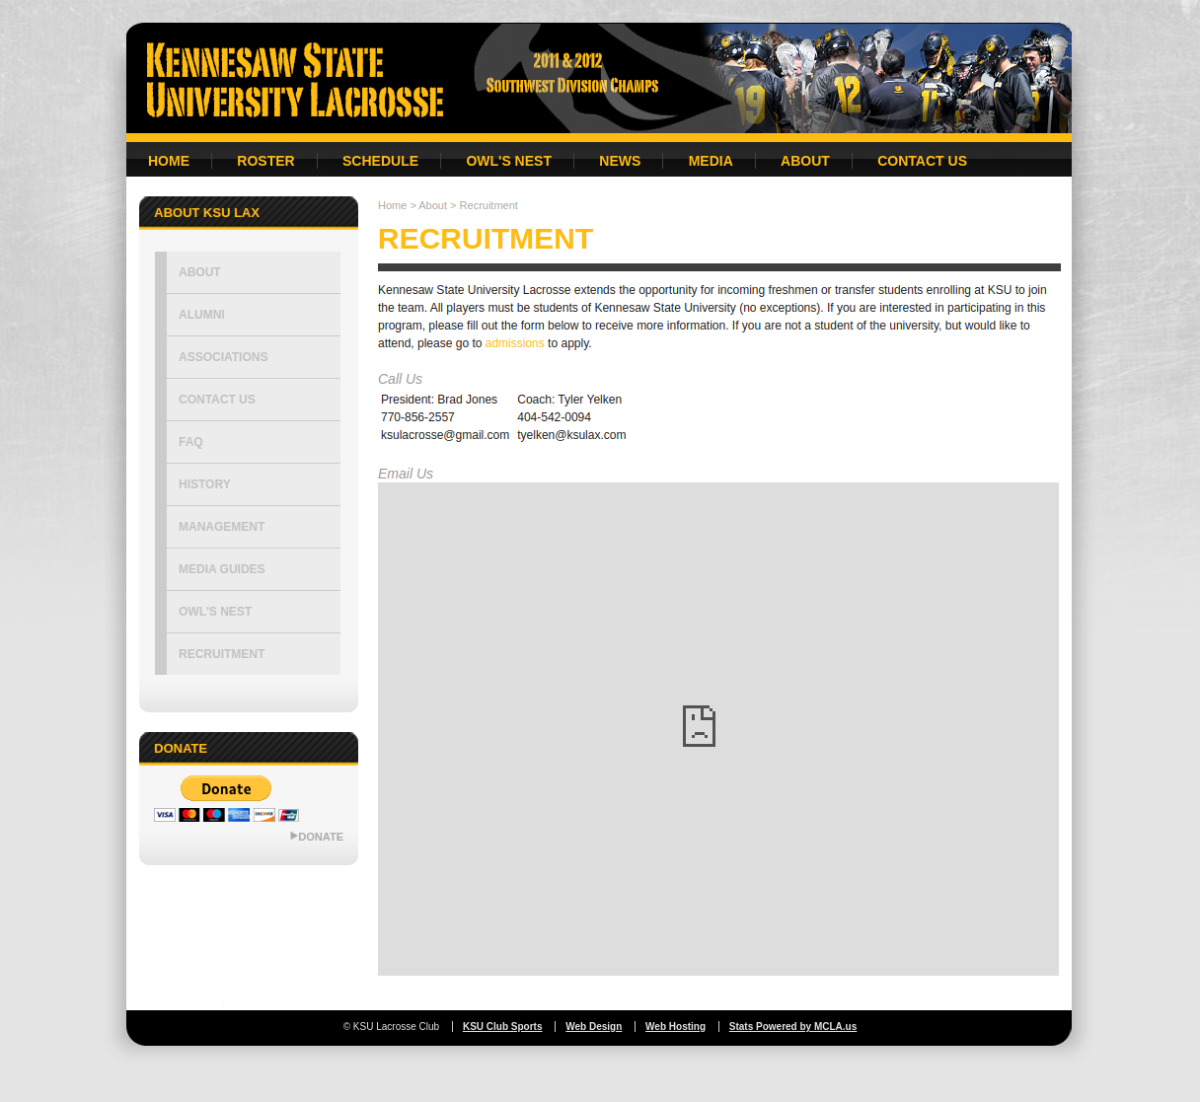 KENNESAW STATE
UNIVERSITY LACROSSE
2011 & 2012
SOUTHWEST DIVISION CHAMPS
19 12 17
HOME ROSTER SCHEDULE OWL'S NEST NEWS MEDIA ABOUT CONTACT US
ABOUT KSU LAX
ABOUT
ALUMNI
ASSOCIATIONS
CONTACT US
FAQ
HISTORY
MANAGEMENT
MEDIA GUIDES
OWL'S NEST
RECRUITMENT
DONATE
Donate
VISA DISCOVER
DONATE
Home > About > Recruitment
RECRUITMENT
Kennesaw State University Lacrosse extends the opportunity for incoming freshmen or transfer students enrolling at KSU to join
the team. All players must be students of Kennesaw State University (no exceptions). If you are interested in participating in this
program, please fill out the form below to receive more information. If you are not a student of the university, but would like to
attend, please go to admissions to apply.
Call Us
President: Brad Jones Coach: Tyler Yelken
770-856-2557 404-542-0094
ksulacrosse@gmail.com tyelken@ksulax.com
Email Us
© KSU Lacrosse Club KSU Club Sports Web Design Web Hosting Stats Powered by MCLA.us